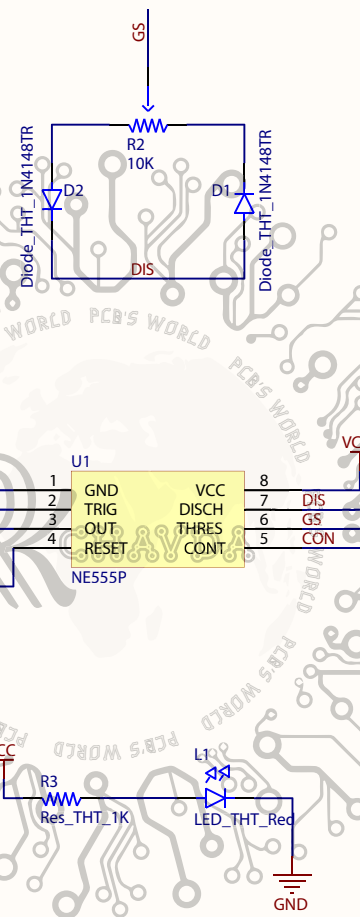 GS
R2
10K
Diode_THT_1N4148TR
D2
D1
Diode_THT_1N4148TR
DIS
WORLD PCB'S WORLD PCB'S WORLD
U1
1 GND VCC 8
2 TRIG DISCH 7 DIS
3 OUT THRES 6 GS
4 RESET CONT 5 CON
CHAVDA
NE555P
WORLD
PCB'S WORLD
PCB'S WORLD
VC
CC
R3
Res_THT_1K
L1
LED_THT_Red
GND